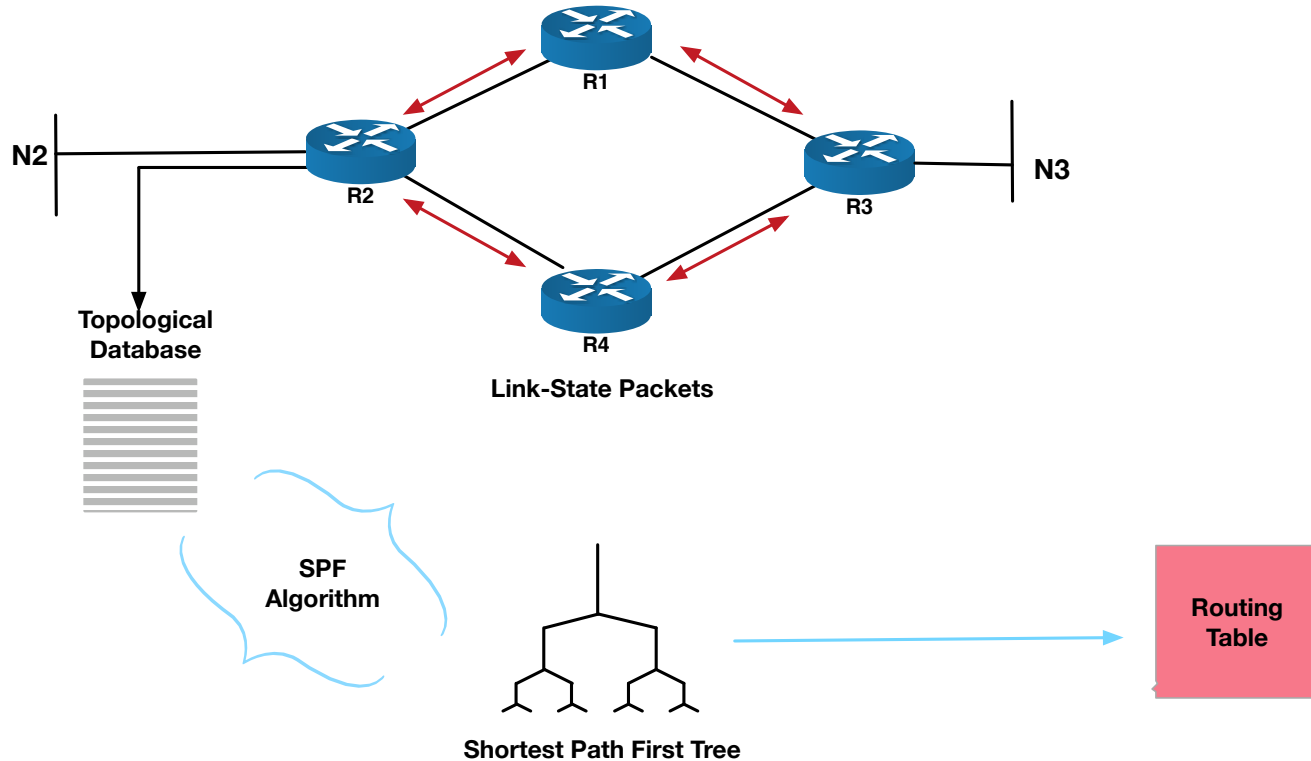 R1
N2
R2
R3
N3
R4
Topological
Database
Link-State Packets
SPF
Algorithm
Routing
Table
Shortest Path First Tree